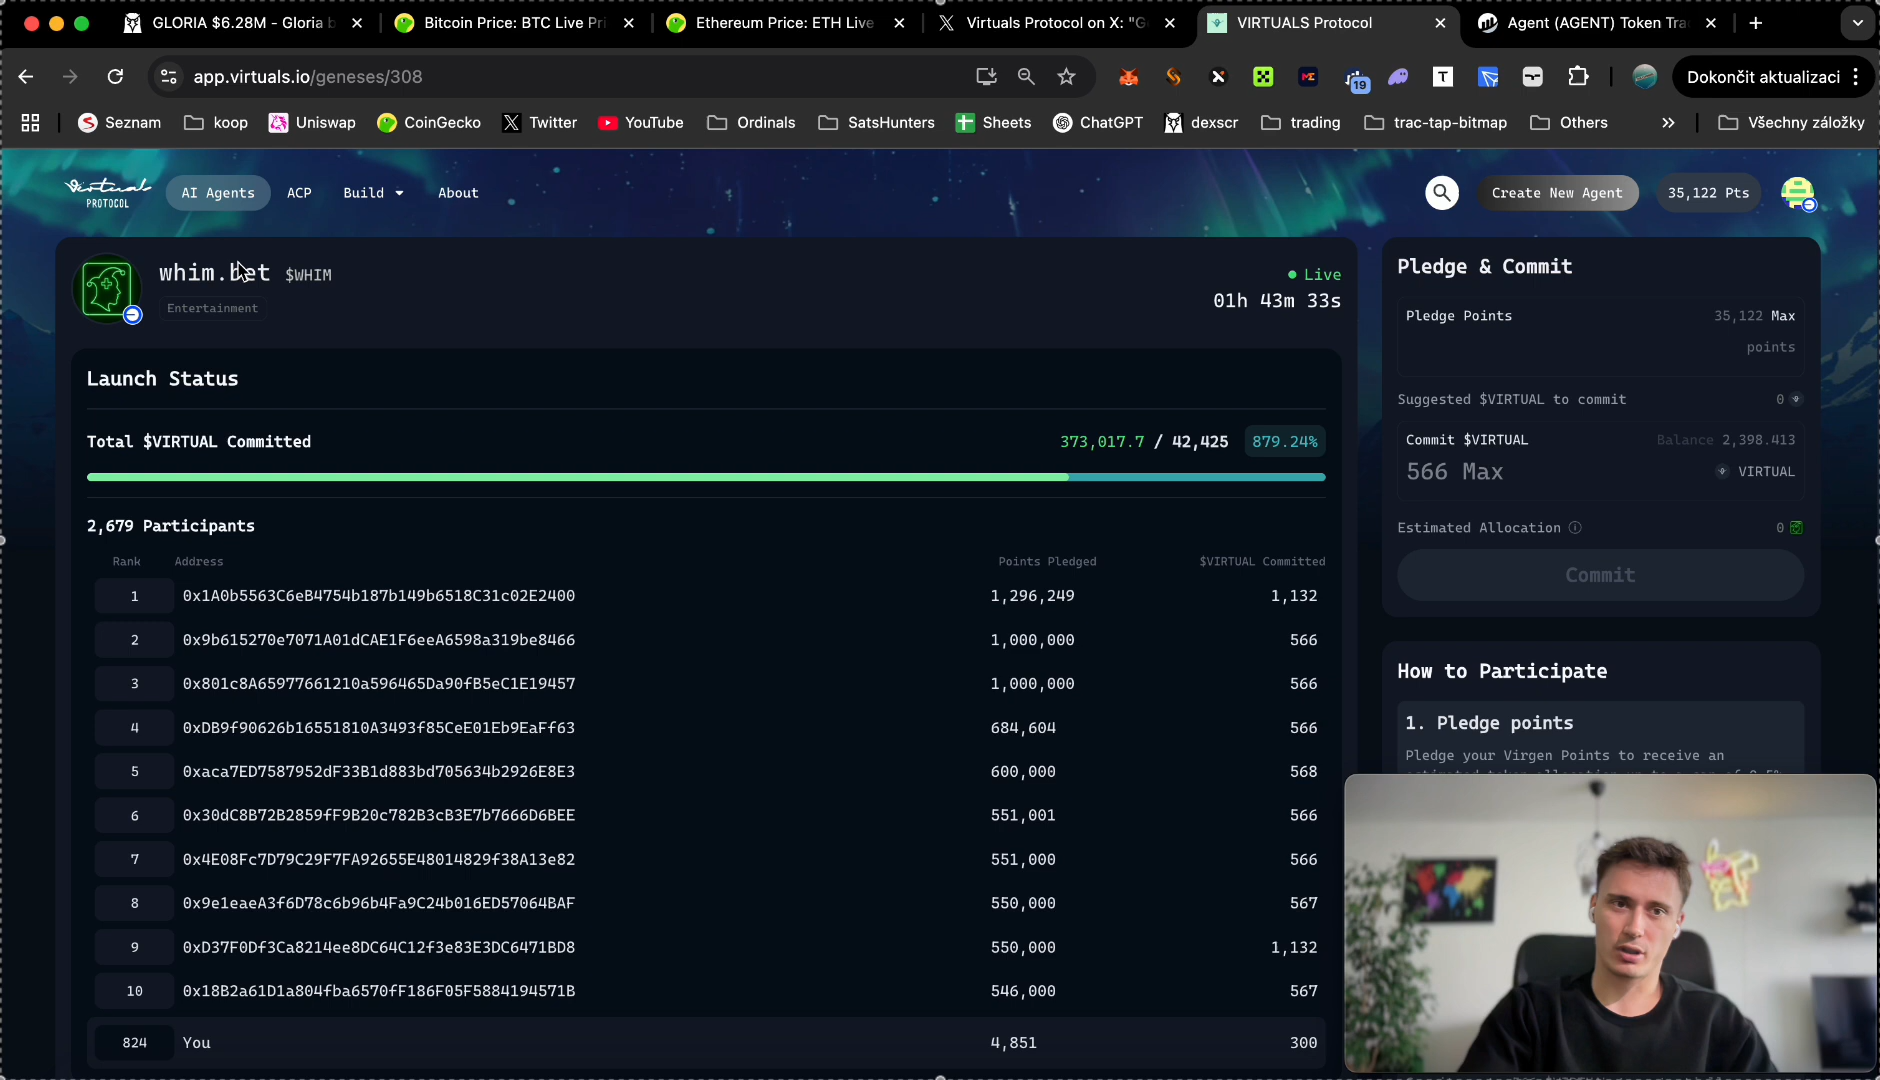 GLORIA $6.28M - Gloria b
Bitcoin Price: BTC Live Pri
Ethereum Price: ETH Live
Virtuals Protocol on X: "G
VIRTUALS Protocol
Agent (AGENT) Token Tra
app.virtuals.io/geneses/308
19
Dokončit aktualizaci
Seznam
koop
Uniswap
CoinGecko
Twitter
YouTube
Ordinals
SatsHunters
Sheets
ChatGPT
dexscr
trading
trac-tap-bitmap
Others
Všechny záložky
Virtuals
PROTOCOL
AI Agents
ACP
Build
About
Create New Agent
35,122 Pts
whim.bet $WHIM
Entertainment
Live
01h 43m 33s
Launch Status
Total $VIRTUAL Committed
373,017.7 / 42,425
879.24%
2,679 Participants
Rank Address Points Pledged $VIRTUAL Committed
1 0x1A0b5563C6eB4754b187b149b6518C31c02E2400 1,296,249 1,132
2 0x9b615270e7071A01dCAE1F6eeA6598a319be8466 1,000,000 566
3 0x801c8A65977661210a596465Da90fB5eC1E19457 1,000,000 566
4 0xDB9f90626b16551810A3493f85CeE01Eb9EaFf63 684,604 566
5 0xaca7ED7587952dF33B1d883bd705634b2926E8E3 600,000 568
6 0x30dC8B72B2859fF9B20c782B3cB3E7b7666D6BEE 551,001 566
7 0x4E08Fc7D79C29F7FA92655E48014829f38A13e82 551,000 566
8 0x9e1eaeA3f6D78c6b96b4Fa9C24b016ED57064BAF 550,000 567
9 0xD37F0Df3Ca8214ee8DC64C12f3e83E3DC6471BD8 550,000 1,132
10 0x18B2a61D1a804fba6570fF186F05F5884194571B 546,000 567
824 You 4,851 300
Pledge & Commit
Pledge Points
35,122 Max
points
Suggested $VIRTUAL to commit 0
Commit $VIRTUAL
Balance 2,398.413
566 Max
VIRTUAL
Estimated Allocation 0
Commit
How to Participate
1. Pledge points
Pledge your Virgen Points to receive an